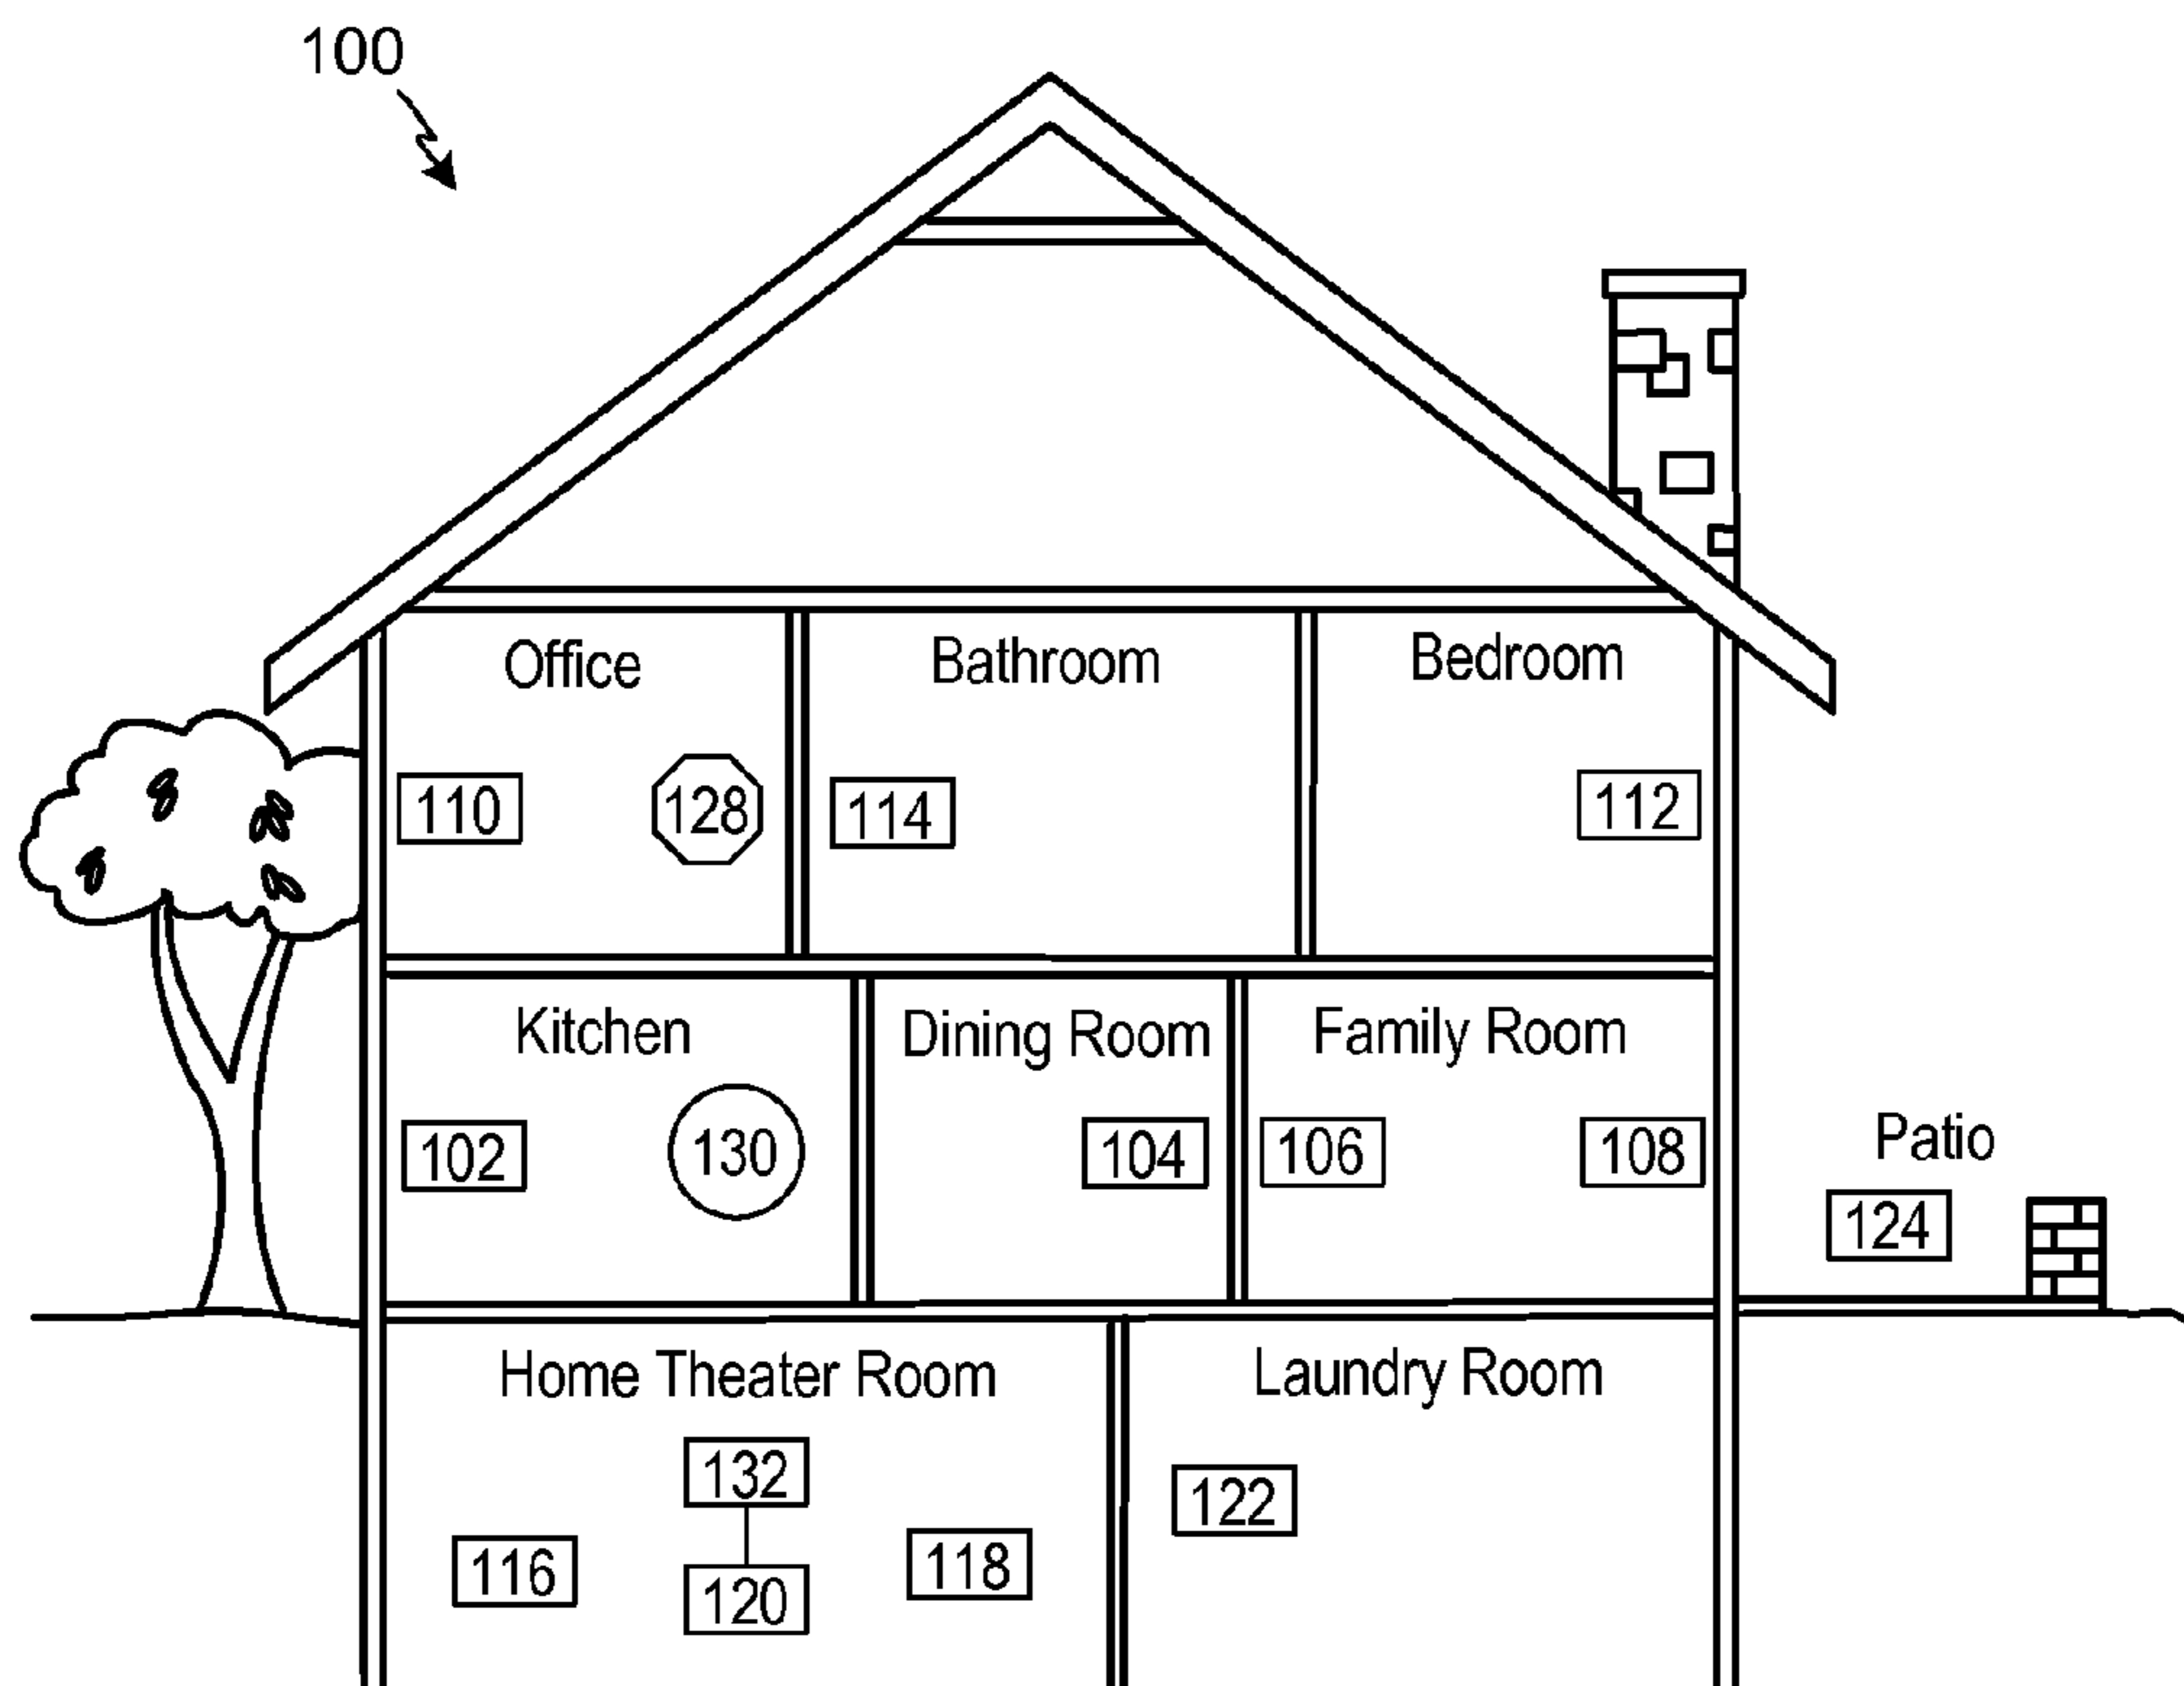 100
Office
Bathroom
Bedroom
110
128
114
112
Kitchen
Dining Room
Family Room
102
130
104
106
108
Patio
124
Home Theater Room
Laundry Room
132
122
116
120
118